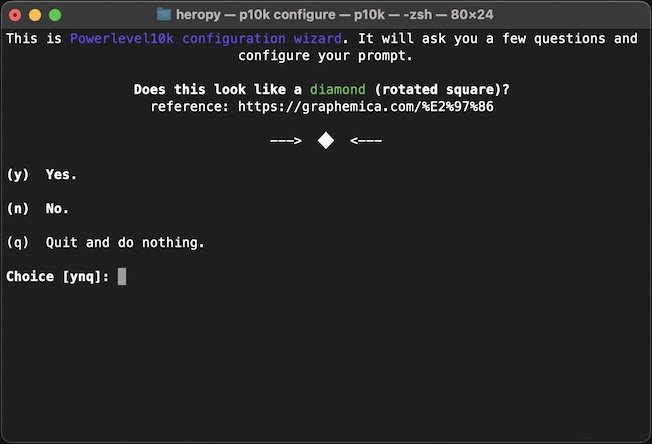 heropy — p10k configure — p10k — -zsh — 80×24
This is Powerlevel10k configuration wizard. It will ask you a few questions and
configure your prompt.
Does this look like a diamond (rotated square)?
reference: https://graphemica.com/%E2%97%86
---> ◆ <---
(y) Yes.
(n) No.
(q) Quit and do nothing.
Choice [ynq]: